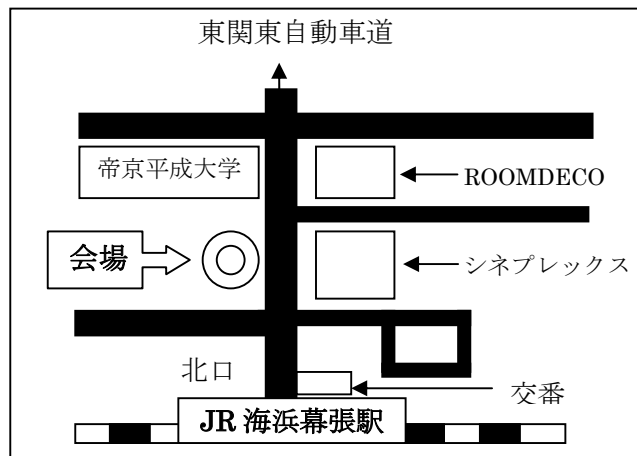 東関東自動車道
帝京平成大学
ROOMDECO
会場
シネプレックス
北口
交番
JR 海浜幕張駅